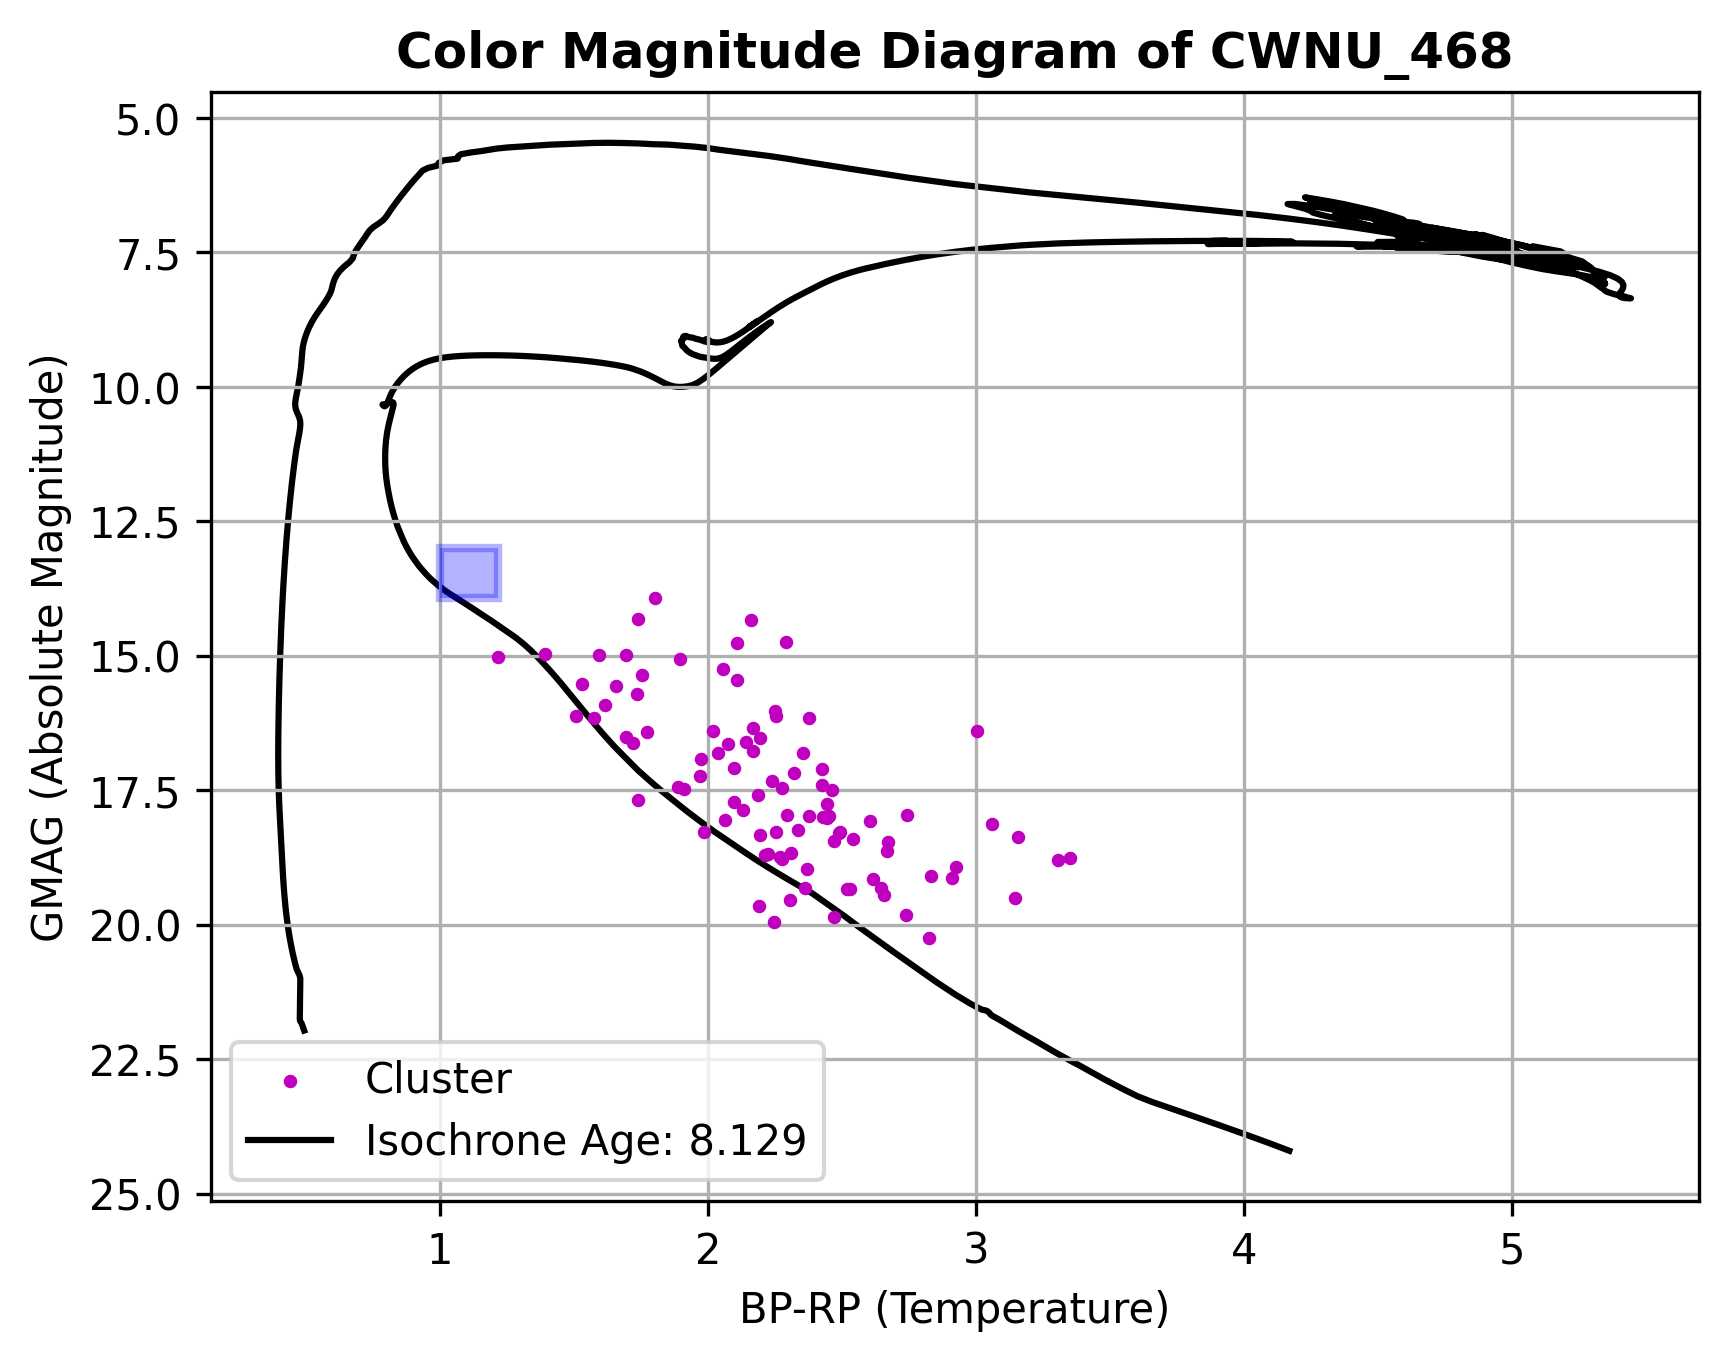 Color Magnitude Diagram of CWNU_468
GMAG (Absolute Magnitude)
5.0
7.5
10.0
12.5
15.0
17.5
20.0
22.5
25.0
Cluster
Isochrone Age: 8.129
1 2 3 4 5
BP-RP (Temperature)